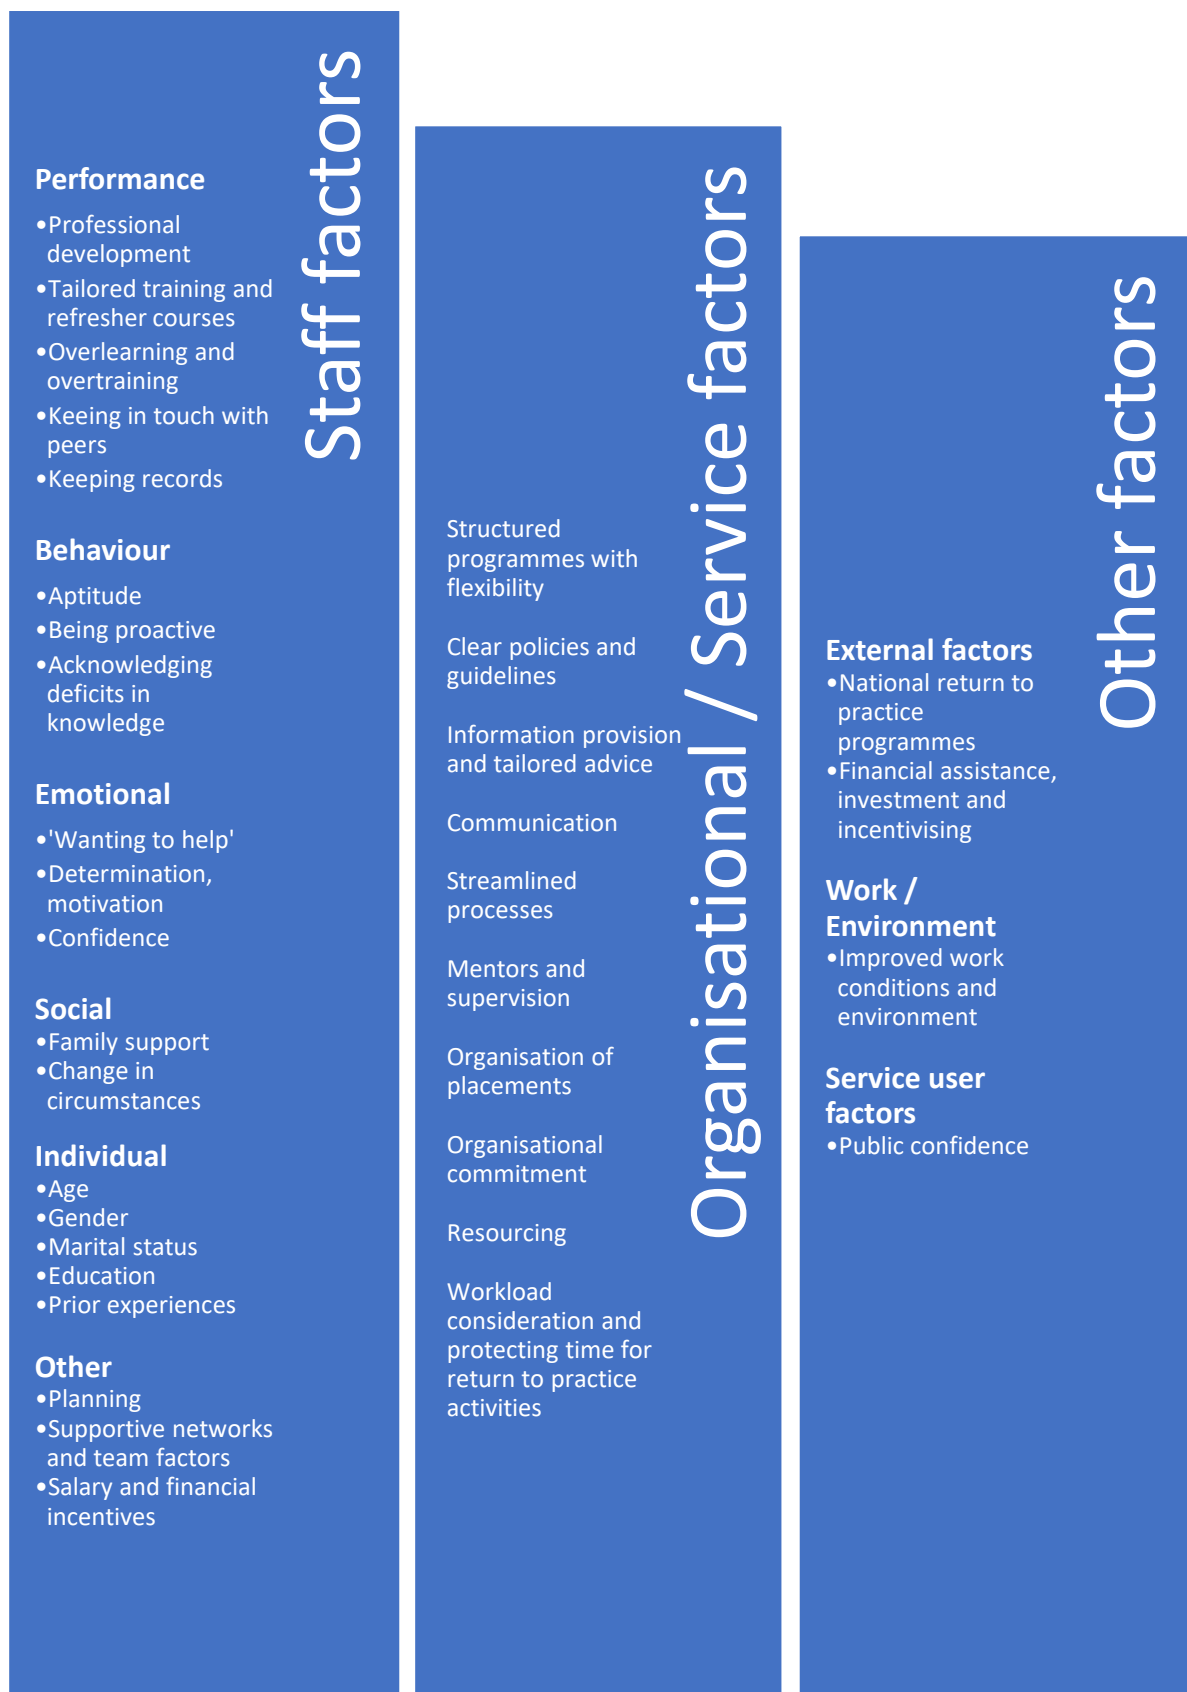 Staff factors
Performance
•Professional
development
•Tailored training and
refresher courses
•Overlearning and
overtraining
•Keeing in touch with
peers
•Keeping records
Behaviour
•Aptitude
•Being proactive
•Acknowledging
deficits in
knowledge
Emotional
•'Wanting to help'
•Determination,
motivation
•Confidence
Social
•Family support
•Change in
circumstances
Individual
•Age
•Gender
•Marital status
•Education
•Prior experiences
Other
•Planning
•Supportive networks
and team factors
•Salary and financial
incentives
Organisational / Service factors
Structured
programmes with
flexibility
Clear policies and
guidelines
Information provision
and tailored advice
Communication
Streamlined
processes
Mentors and
supervision
Organisation of
placements
Organisational
commitment
Resourcing
Workload
consideration and
protecting time for
return to practice
activities
Other factors
External factors
•National return to
practice
programmes
•Financial assistance,
investment and
incentivising
Work /
Environment
•Improved work
conditions and
environment
Service user
factors
•Public confidence